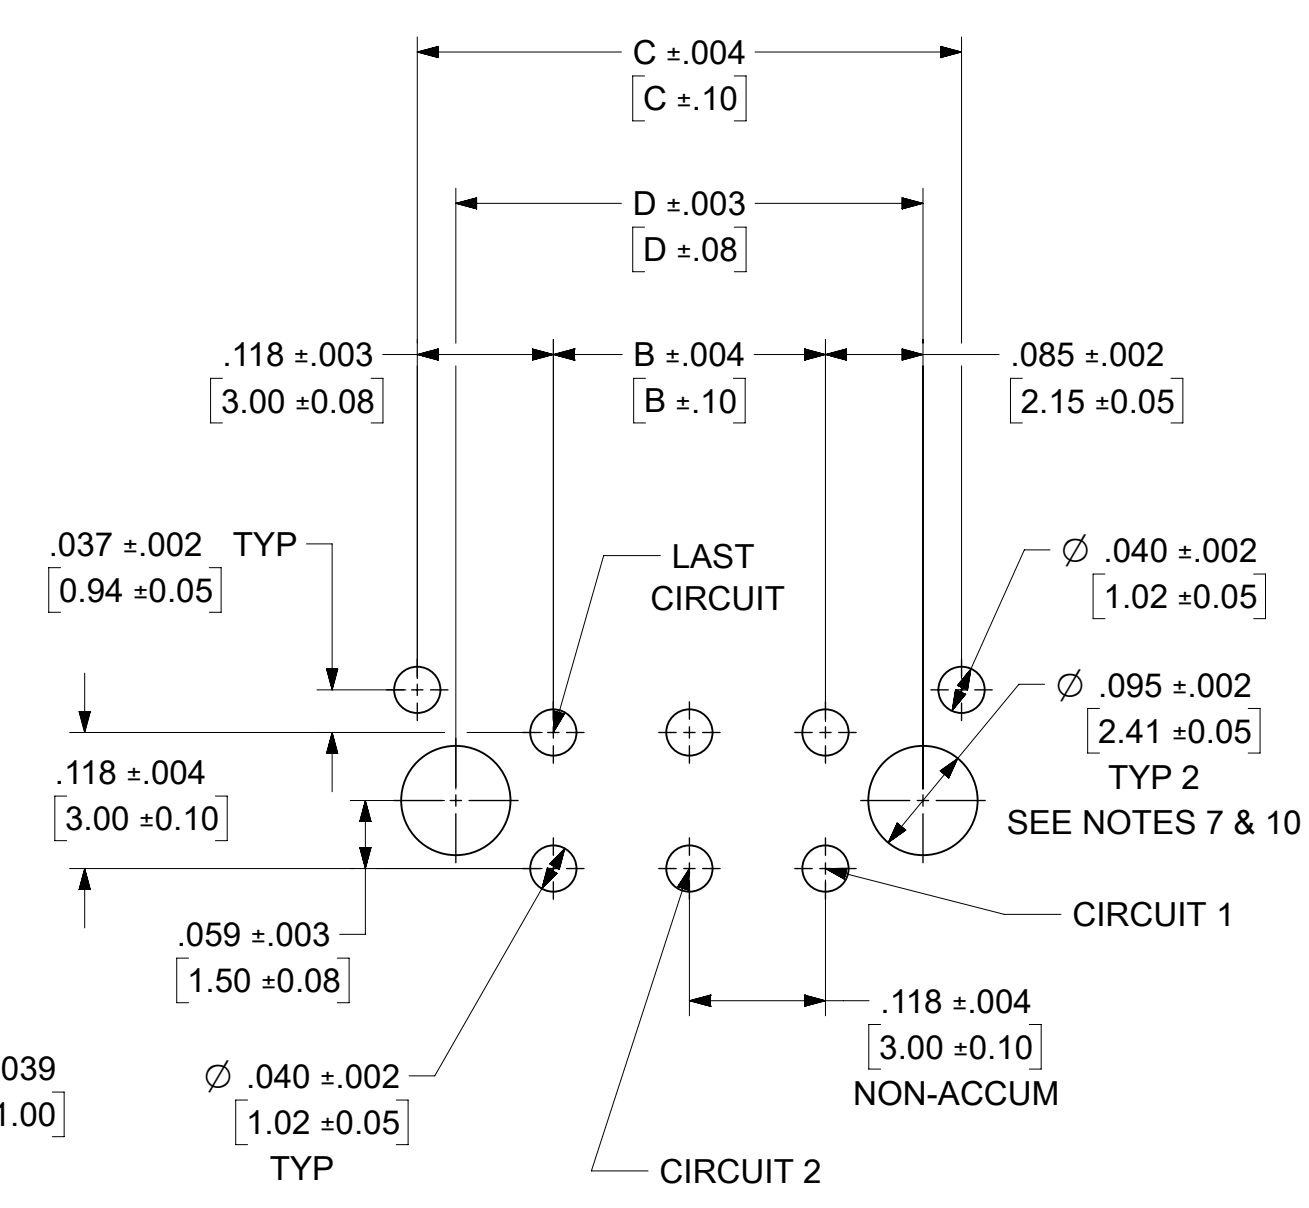 C ±.004
[C ±.10]
D ±.003
[D ±.08]
.118 ±.003
[3.00 ±0.08]
B ±.004
[B ±.10]
.085 ±.002
[2.15 ±0.05]
.037 ±.002 TYP
[0.94 ±0.05]
LAST
CIRCUIT
Ø .040 ±.002
[1.02 ±0.05]
Ø .095 ±.002
[2.41 ±0.05]
TYP 2
SEE NOTES 7 & 10
.118 ±.004
[3.00 ±0.10]
CIRCUIT 1
.059 ±.003
[1.50 ±0.08]
.118 ±.004
[3.00 ±0.10]
NON-ACCUM
039
1.00]
Ø .040 ±.002
[1.02 ±0.05]
TYP
CIRCUIT 2